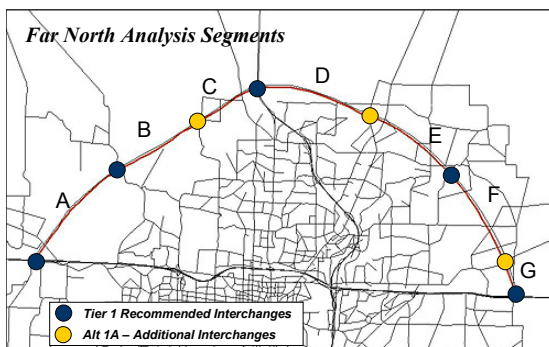 Far North Analysis Segments
C
D
B
E
A
F
G
Tier 1 Recommended Interchanges
Alt 1A – Additional Interchanges